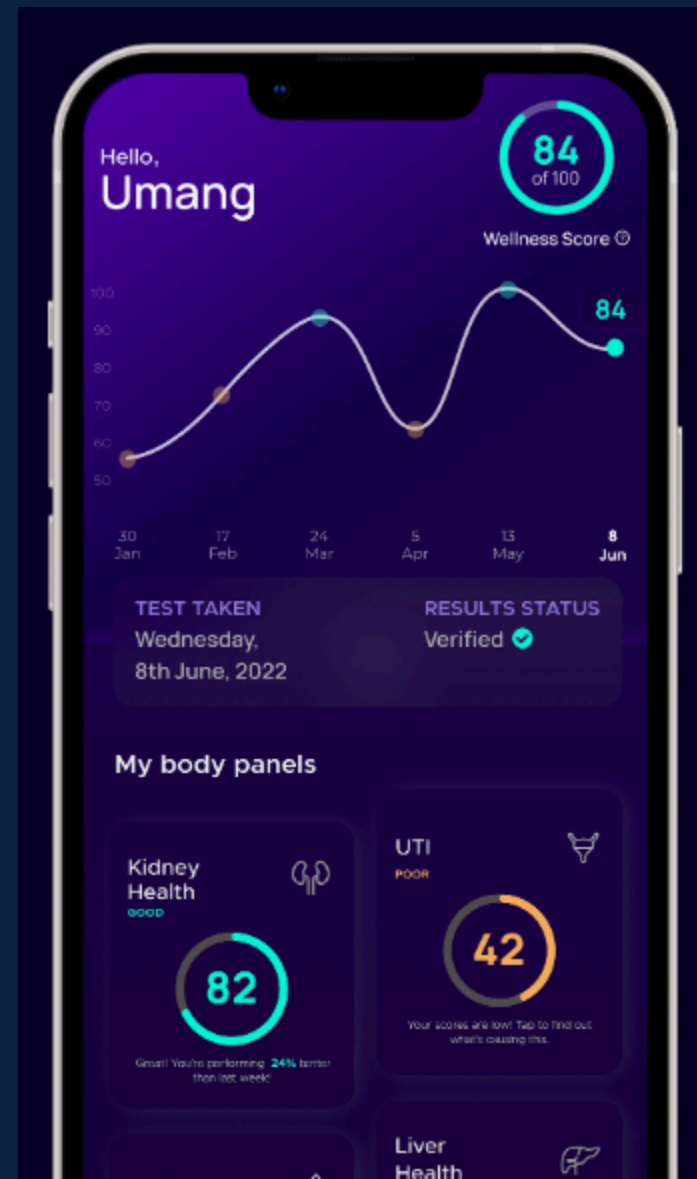 Hello,
Umang
84
of 100
Wellness Score
100
90
80
70
60
50
84
30 Jan
17 Feb
24 Mar
5 Apr
13 May
8 Jun
TEST TAKEN
Wednesday,
8th June, 2022
RESULTS STATUS
Verified
My body panels
Kidney
Health
GOOD
82
Great! You're performing 24% better
than last week!
UTI
POOR
42
Your scores are low! Tap to find out
what's causing this.
Liver
Health